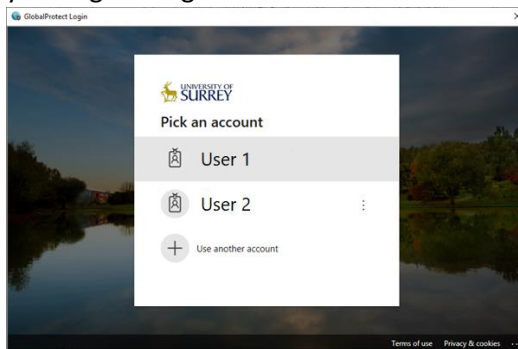 GlobalProtect Login
UNIVERSITY OF
SURREY
Pick an account
User 1
User 2
Use another account
Terms of use Privacy & cookies ...